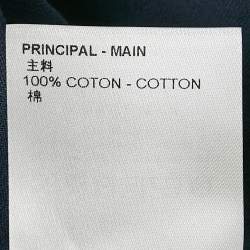 PRINCIPAL - MAIN
主料
100% COTON - COTTON
棉